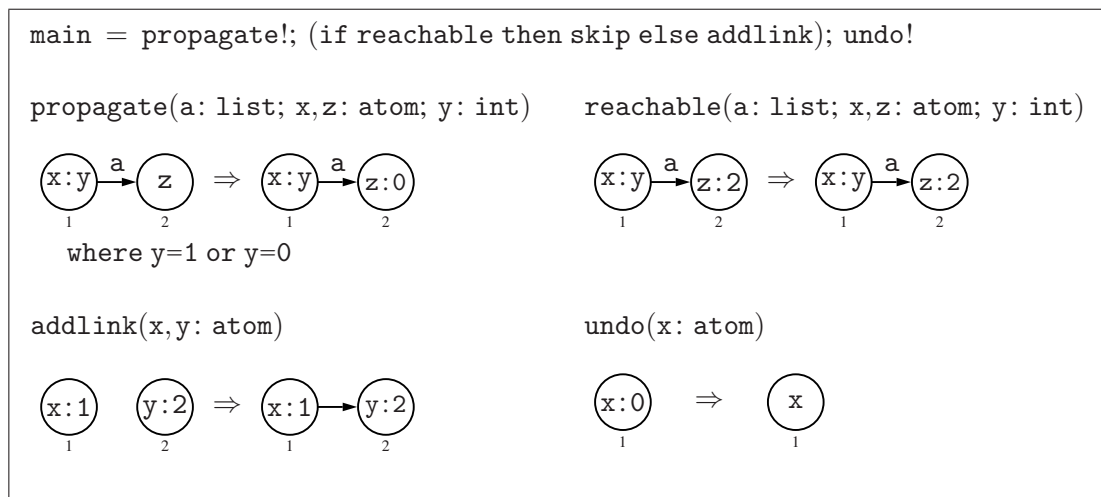 main = propagate!; (if reachable then skip else addlink); undo!
propagate(a: list; x,z: atom; y: int)
x:y a z ⇒ x:y a z:0
1 2 1 2
where y=1 or y=0
reachable(a: list; x,z: atom; y: int)
x:y a z:2 ⇒ x:y a z:2
1 2 1 2
addlink(x,y: atom)
x:1 y:2 ⇒ x:1 y:2
1 2 1 2
undo(x: atom)
x:0 ⇒ x
1 1